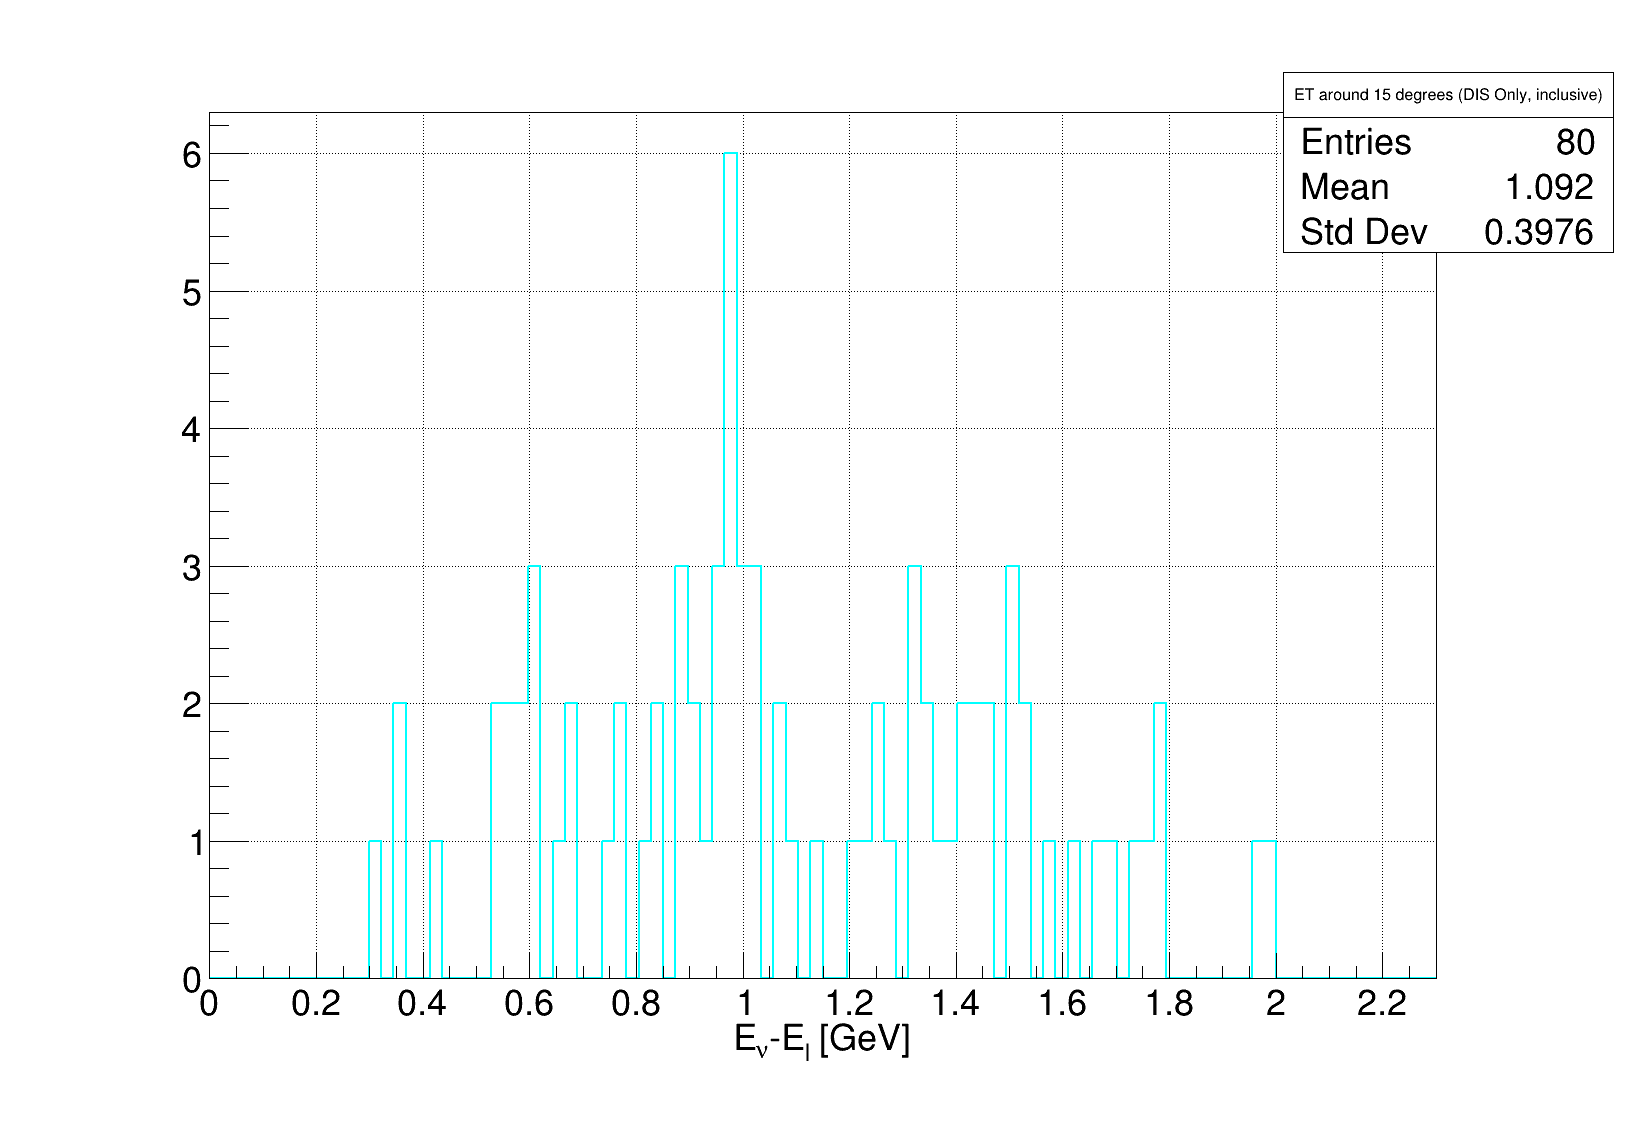 ET around 15 degrees (DIS Only, inclusive)
Entries 80
Mean 1.092
Std Dev 0.3976
6
5
4
3
2
1
0
0 0.2 0.4 0.6 0.8 1 1.2 1.4 1.6 1.8 2 2.2
Eν-El [GeV]